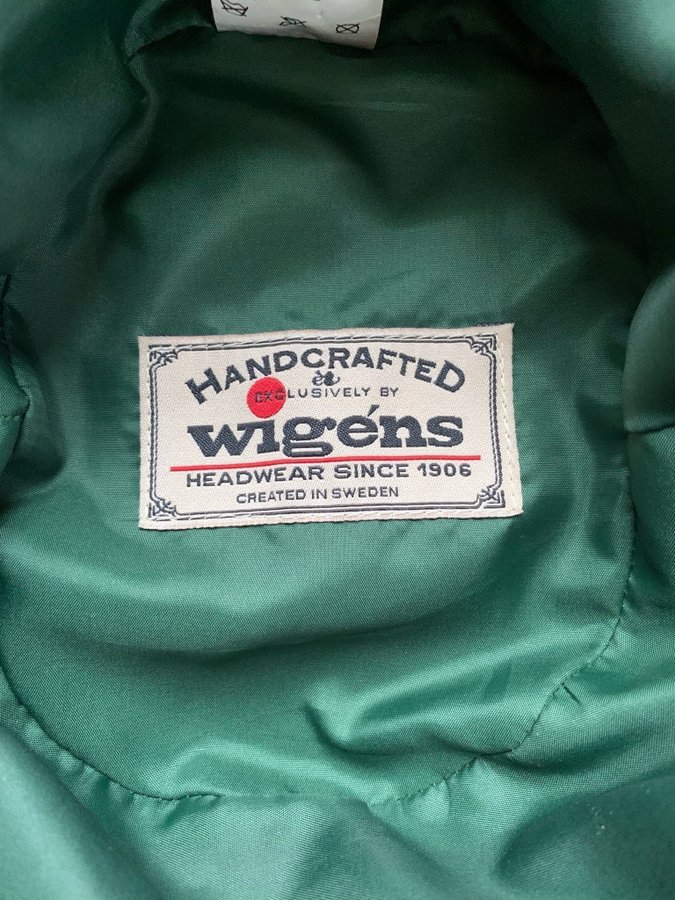 HANDCRAFTED
&
EXCLUSIVELY BY
wigéns
HEADWEAR SINCE 1906
CREATED IN SWEDEN